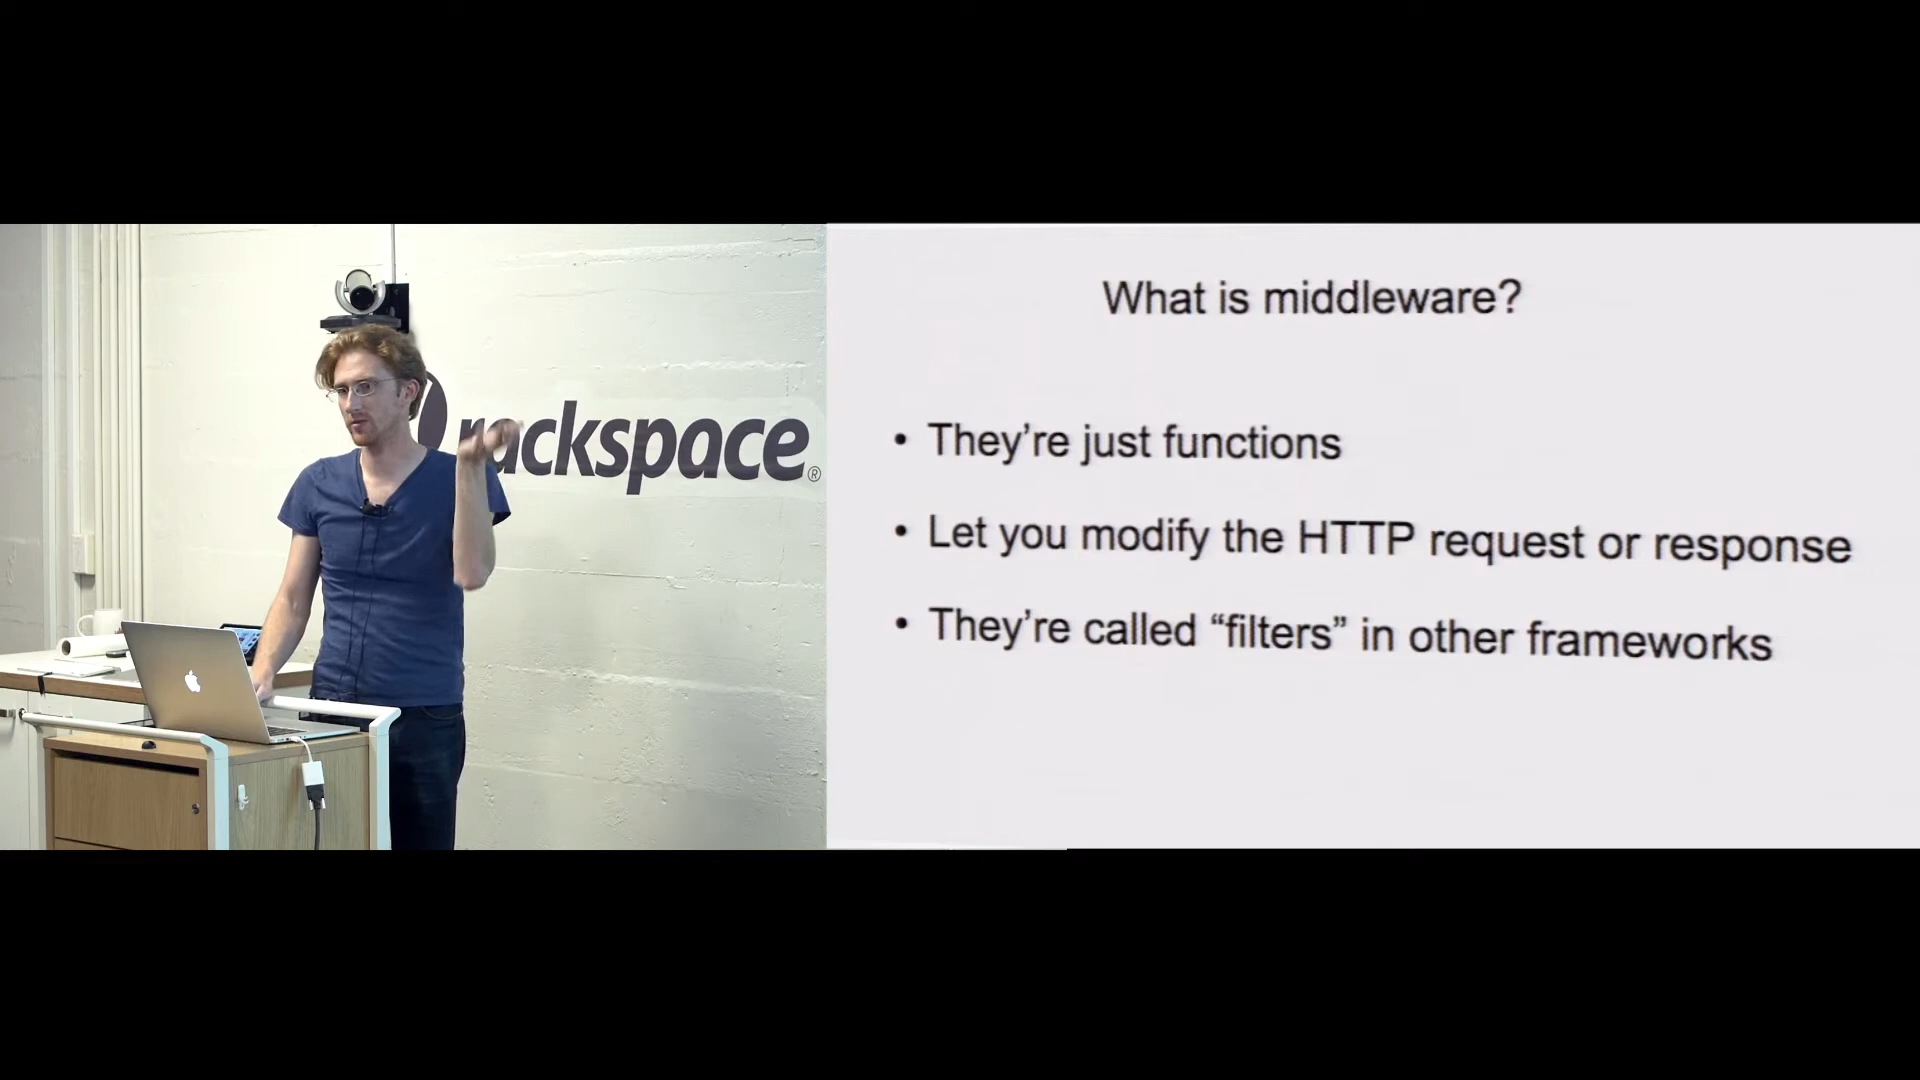 rackspace®
What is middleware?
• They’re just functions
• Let you modify the HTTP request or response
• They’re called “filters” in other frameworks